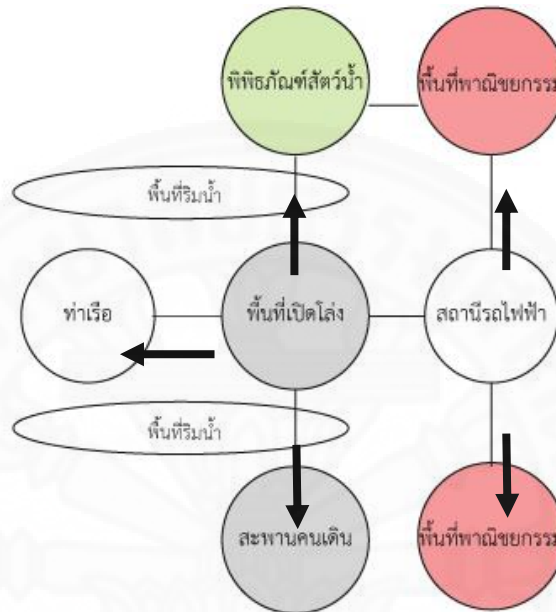 พิพิธภัณฑ์สัตว์น้ำ
พื้นที่พาณิชยกรรม
พื้นที่ริมน้ำ
ท่าเรือ
พื้นที่เปิดโล่ง
สถานีรถไฟฟ้า
พื้นที่ริมน้ำ
สะพานคนเดิน
พื้นที่พาณิชยกรรม